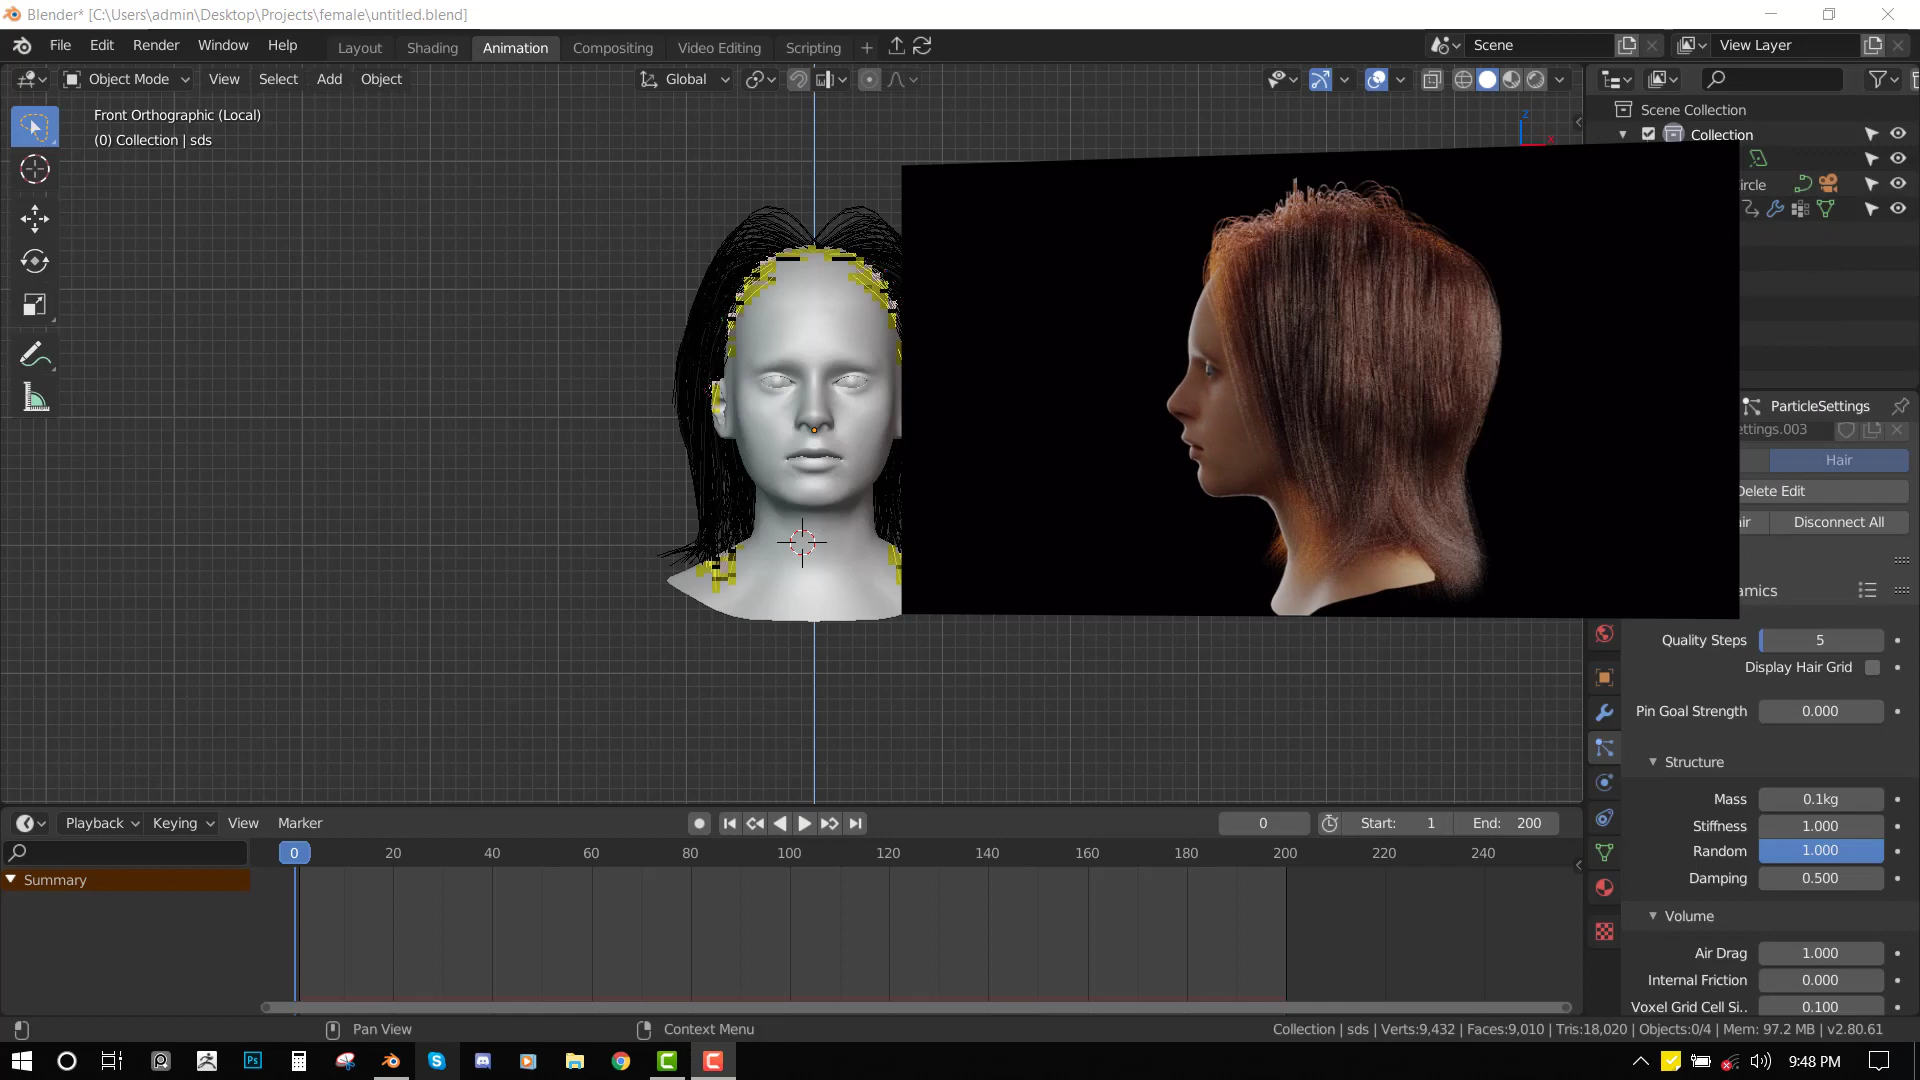 Blender* [C:\Users\admin\Desktop\Projects\female\untitled.blend]
File Edit Render Window Help Layout Shading Animation Compositing Video Editing Scripting + Scene View Layer
Object Mode View Select Add Object Global
Front Orthographic (Local)
(0) Collection | sds
Z
X
Scene Collection
Collection
ircle
ParticleSettings
ettings.003
Hair
Delete Edit
air Disconnect All
amics
Quality Steps 5
Display Hair Grid
Pin Goal Strength 0.000
Structure
Mass 0.1kg
Stiffness 1.000
Random 1.000
Damping 0.500
Volume
Air Drag 1.000
Internal Friction 0.000
Voxel Grid Cell Si.. 0.100
Playback Keying View Marker 0 Start: 1 End: 200
0 20 40 60 80 100 120 140 160 180 200 220 240
Summary
Pan View Context Menu Collection | sds | Verts:9,432 | Faces:9,010 | Tris:18,020 | Objects:0/4 | Mem: 97.2 MB | v2.80.61
Ps 9:48 PM